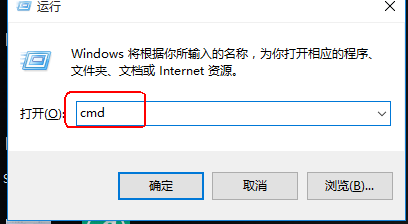 运行
Windows 将根据你所输入的名称，为你打开相应的程序、
文件夹、文档或 Internet 资源。
打开(O): cmd
确定 取消 浏览(B)...